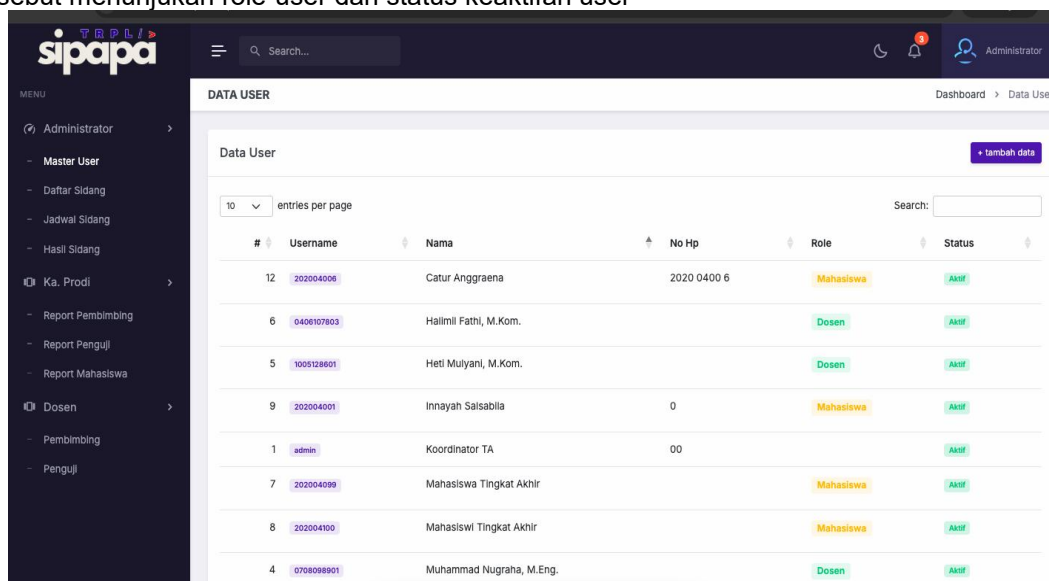 sebut menunjukan role user dan status keaktifan user
TRPL/>
sipapa
Search...
3
Administrator
MENU
DATA USER
Dashboard > Data Use
Administrator
Master User
Daftar Sidang
Jadwal Sidang
Hasil Sidang
Ka. Prodi
Report Pembimbing
Report Penguji
Report Mahasiswa
Dosen
Pembimbing
Penguji
Data User
+ tambah data
10 entries per page
Search:
# Username Nama No Hp Role Status
12 202004006 Catur Anggraena 2020 0400 6 Mahasiswa Aktif
6 0406107803 Halimil Fathi, M.Kom. Dosen Aktif
5 1005128601 Heti Mulyani, M.Kom. Dosen Aktif
9 202004001 Innayah Salsabila 0 Mahasiswa Aktif
1 admin Koordinator TA 00 Aktif
7 202004099 Mahasiswa Tingkat Akhir Mahasiswa Aktif
8 202004100 Mahasiswi Tingkat Akhir Mahasiswa Aktif
4 0708098901 Muhammad Nugraha, M.Eng. Dosen Aktif